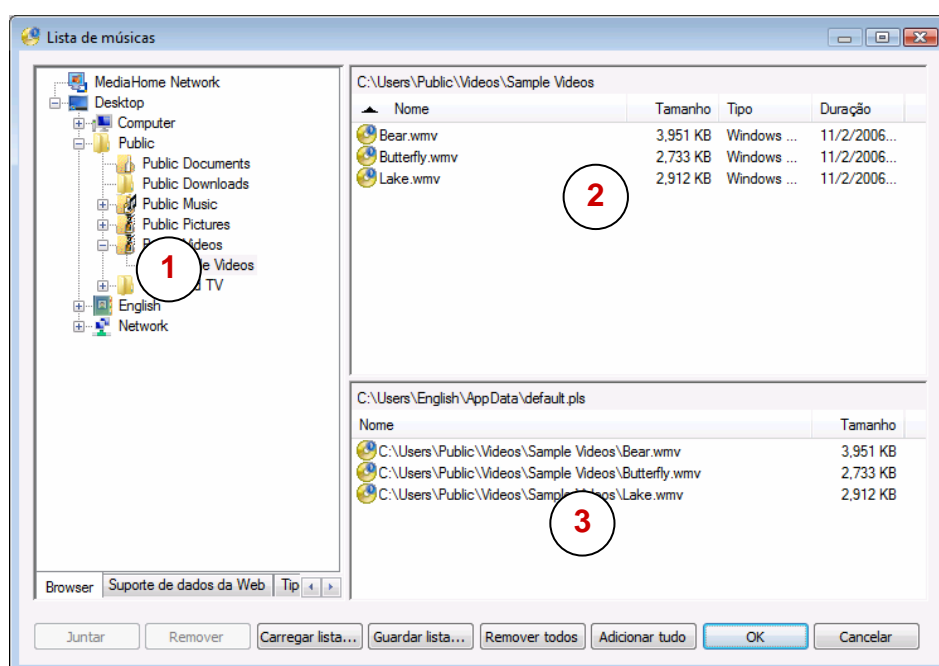 Lista de músicas
MediaHome Network
Desktop
Computer
Public
Public Documents
Public Downloads
Public Music
Public Pictures
Videos
Videos
TV
English
Network
1
Browser
Suporte de dados da Web
Tip
C:\Users\Public\Videos\Sample Videos
Nome Tamanho Tipo Duração
Bear.wmv 3,951 KB Windows ... 11/2/2006...
Butterfly.wmv 2,733 KB Windows ... 11/2/2006...
Lake.wmv 2,912 KB Windows ... 11/2/2006...
2
C:\Users\English\AppData\default.pls
Nome Tamanho
C:\Users\Public\Videos\Sample Videos\Bear.wmv 3,951 KB
C:\Users\Public\Videos\Sample Videos\Butterfly.wmv 2,733 KB
C:\Users\Public\Videos\Sample Videos\Lake.wmv 2,912 KB
3
Juntar Remover Carregar lista... Guardar lista... Remover todos Adicionar tudo OK Cancelar